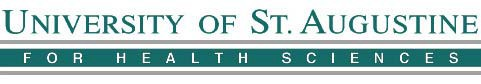 UNIVERSITY OF ST. AUGUSTINE
FOR HEALTH SCIENCES